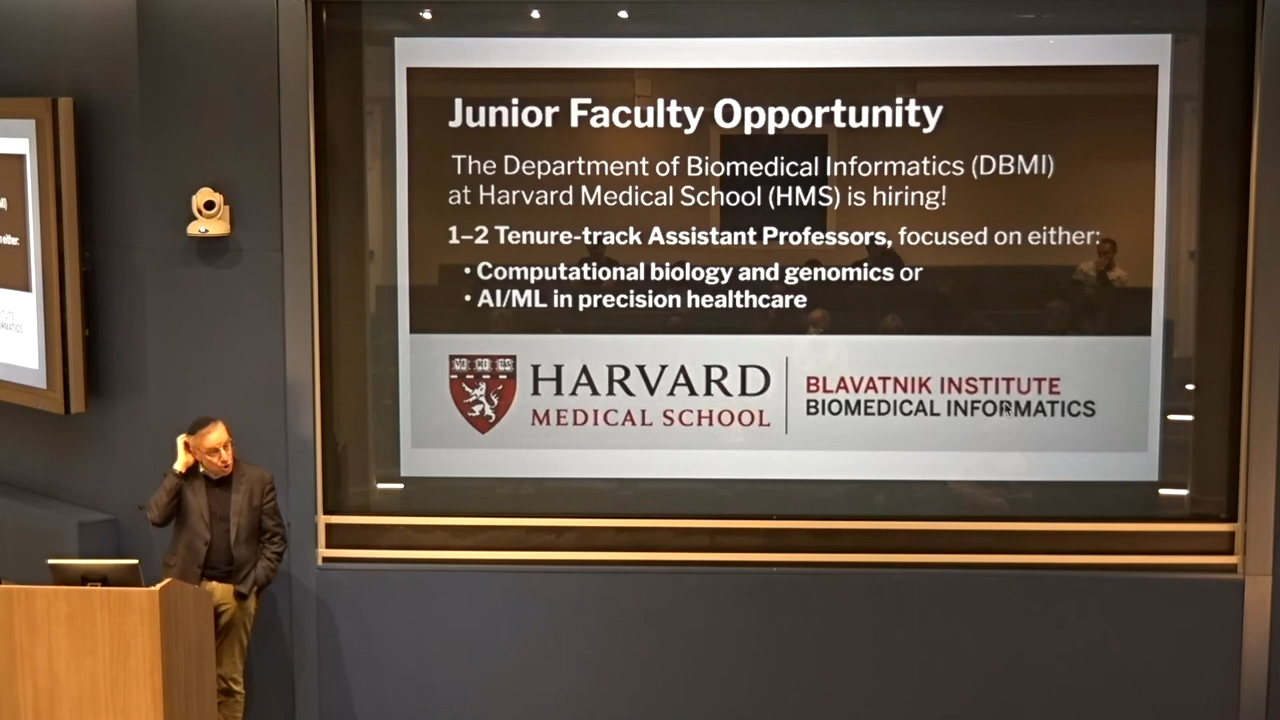 Junior Faculty Opportunity
The Department of Biomedical Informatics (DBMI)
at Harvard Medical School (HMS) is hiring!
1–2 Tenure-track Assistant Professors, focused on either:
• Computational biology and genomics or
• AI/ML in precision healthcare
HARVARD
MEDICAL SCHOOL
BLAVATNIK INSTITUTE
BIOMEDICAL INFORMATICS